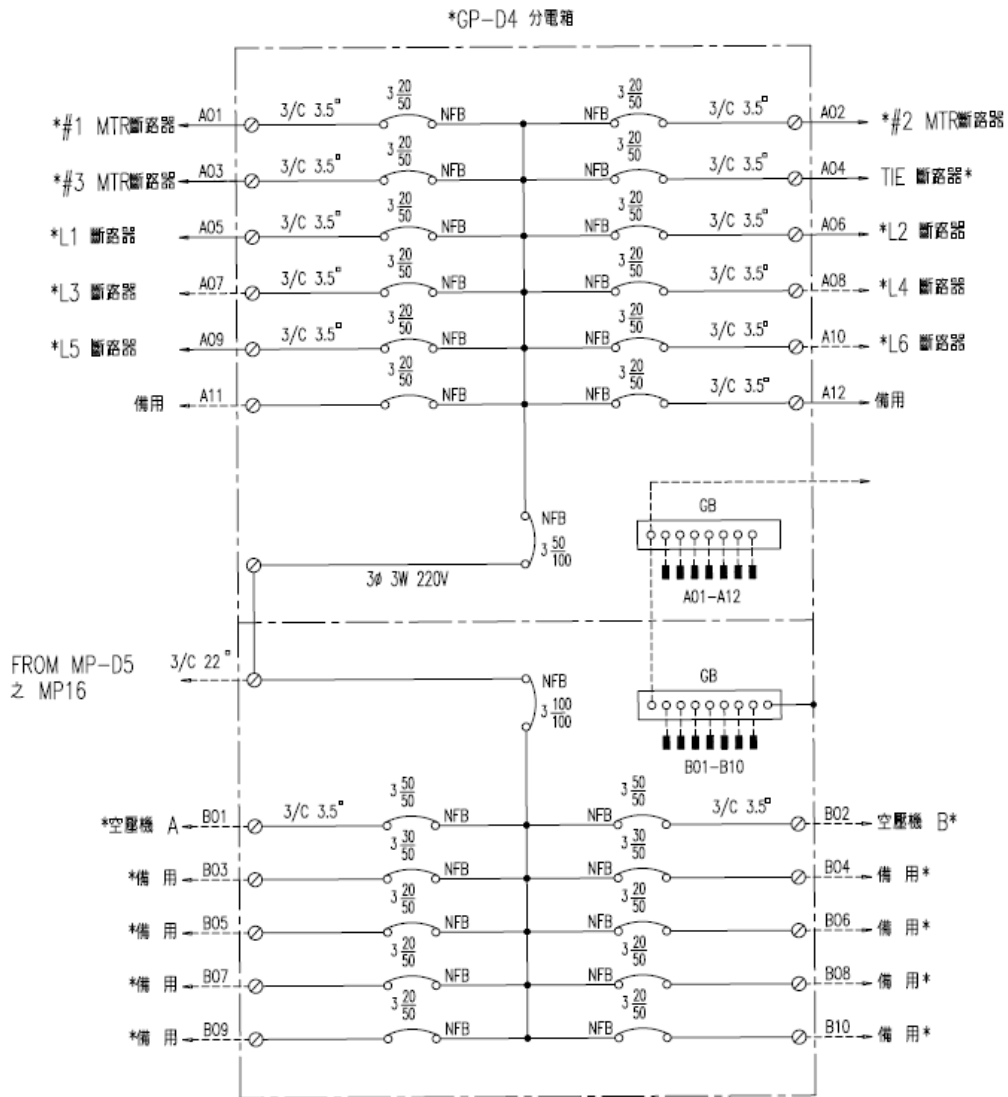 *GP-D4 分電箱
*#1 MTR斷路器 A01 3/C 3.5□ 3 20/50 NFB NFB 3 20/50 3/C 3.5□ A02 *#2 MTR斷路器
*#3 MTR斷路器 A03 3/C 3.5□ 3 20/50 NFB NFB 3 20/50 3/C 3.5□ A04 TIE 斷路器*
*L1 斷路器 A05 3/C 3.5□ 3 20/50 NFB NFB 3 20/50 3/C 3.5□ A06 *L2 斷路器
*L3 斷路器 A07 3/C 3.5□ 3 20/50 NFB NFB 3 20/50 3/C 3.5□ A08 *L4 斷路器
*L5 斷路器 A09 3/C 3.5□ 3 20/50 NFB NFB 3 20/50 3/C 3.5□ A10 *L6 斷路器
備用 A11 3 20/50 NFB NFB 3 20/50 3/C 3.5□ A12 備用
NFB
3 50/100
3ø 3W 220V
GB
A01-A12
FROM MP-D5
之 MP16
3/C 22□
NFB
3 100/100
GB
B01-B10
*空壓機 A B01 3/C 3.5□ 3 50/50 NFB NFB 3 50/50 3/C 3.5□ B02 空壓機 B*
*備 用 B03 3 30/50 NFB NFB 3 30/50 B04 備 用*
*備 用 B05 3 20/50 NFB NFB 3 20/50 B06 備 用*
*備 用 B07 3 20/50 NFB NFB 3 20/50 B08 備 用*
*備 用 B09 3 20/50 NFB NFB 3 20/50 B10 備 用*